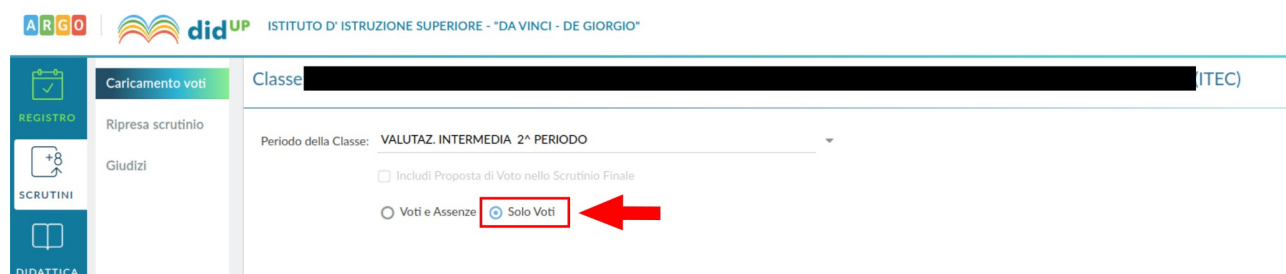 ARGO didUP ISTITUTO D' ISTRUZIONE SUPERIORE - "DA VINCI - DE GIORGIO"
REGISTRO
SCRUTINI
DIDATTICA
Caricamento voti
Ripresa scrutinio
Giudizi
Classe (ITEC)
Periodo della Classe: VALUTAZ. INTERMEDIA 2^ PERIODO
Includi Proposta di Voto nello Scrutinio Finale
Voti e Assenze Solo Voti
+8